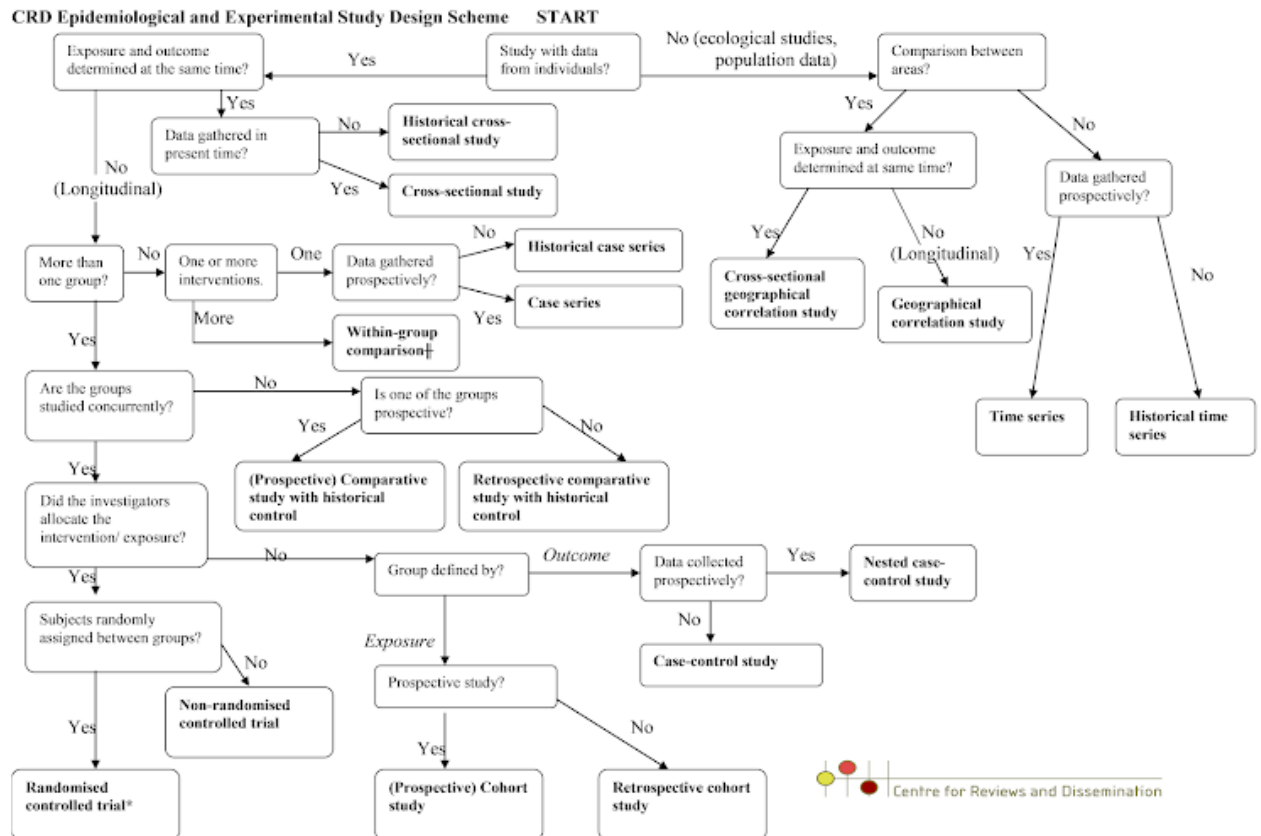 CRD Epidemiological and Experimental Study Design Scheme START
Exposure and outcome
determined at the same time?
Yes
Study with data
from individuals?
No (ecological studies,
population data)
Comparison between
areas?
Yes
Data gathered in
present time?
No
Historical cross-
sectional study
Yes
Cross-sectional study
No
(Longitudinal)
Yes
Exposure and outcome
determined at same time?
No
Data gathered
prospectively?
Yes
Cross-sectional
geographical
correlation study
No
(Longitudinal)
Geographical
correlation study
Yes
No
Time series
Historical time
series
More than
one group?
No
One or more
interventions.
One
Data gathered
prospectively?
No
Historical case series
Yes
Case series
More
Within-group
comparison╫
Yes
Are the groups
studied concurrently?
No
Is one of the groups
prospective?
Yes
No
(Prospective) Comparative
study with historical
control
Retrospective comparative
study with historical
control
Yes
Did the investigators
allocate the
intervention/ exposure?
No
Group defined by?
Outcome
Data collected
prospectively?
Yes
Nested case-
control study
No
Case-control study
Yes
Subjects randomly
assigned between groups?
No
Non-randomised
controlled trial
Exposure
Prospective study?
Yes
Randomised
controlled trial*
Yes
(Prospective) Cohort
study
No
Retrospective cohort
study
Centre for Reviews and Dissemination